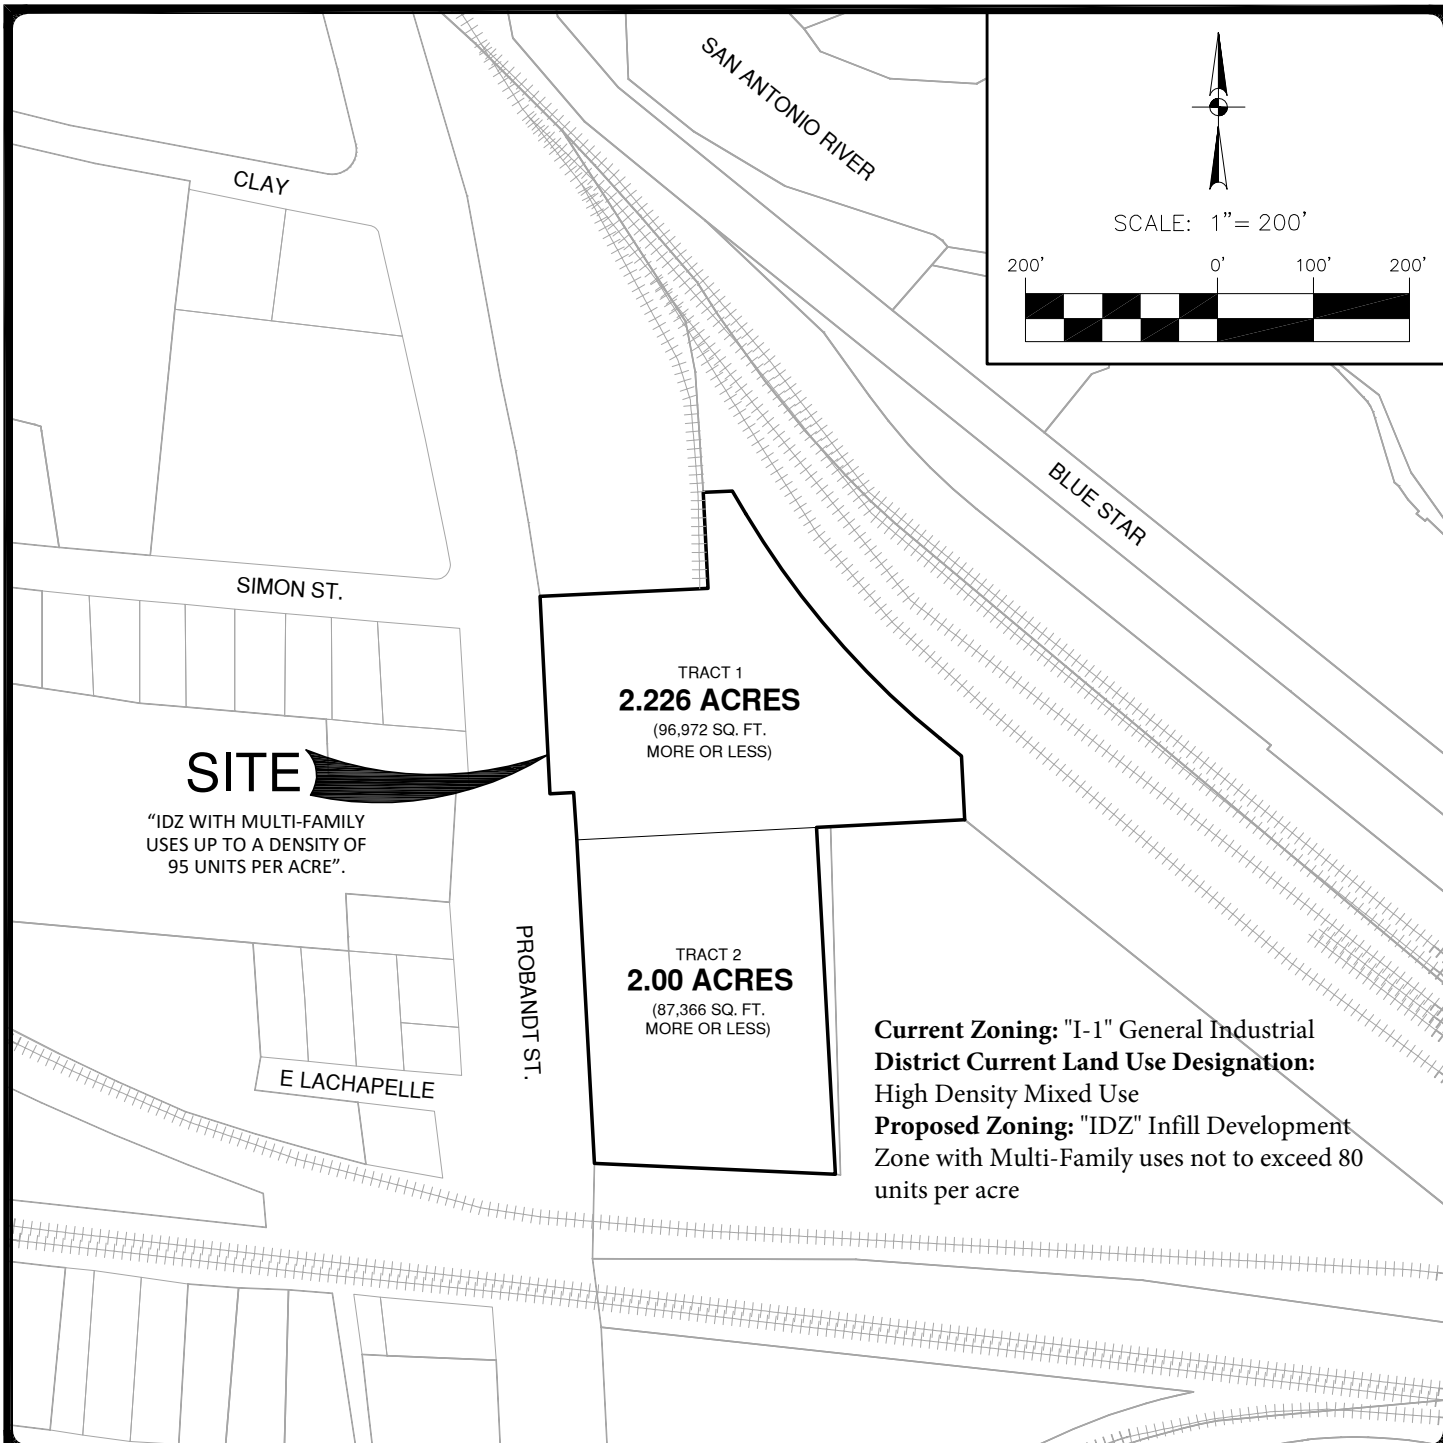 SAN ANTONIO RIVER
SCALE: 1"= 200'
200' 0' 100' 200'
CLAY
BLUE STAR
SIMON ST.
TRACT 1
2.226 ACRES
(96,972 SQ. FT.
MORE OR LESS)
SITE
“IDZ WITH MULTI-FAMILY
USES UP TO A DENSITY OF
95 UNITS PER ACRE”.
PROBANDT ST.
TRACT 2
2.00 ACRES
(87,366 SQ. FT.
MORE OR LESS)
E LACHAPELLE
Current Zoning: "I-1" General Industrial
District Current Land Use Designation:
High Density Mixed Use
Proposed Zoning: "IDZ" Infill Development
Zone with Multi-Family uses not to exceed 80
units per acre